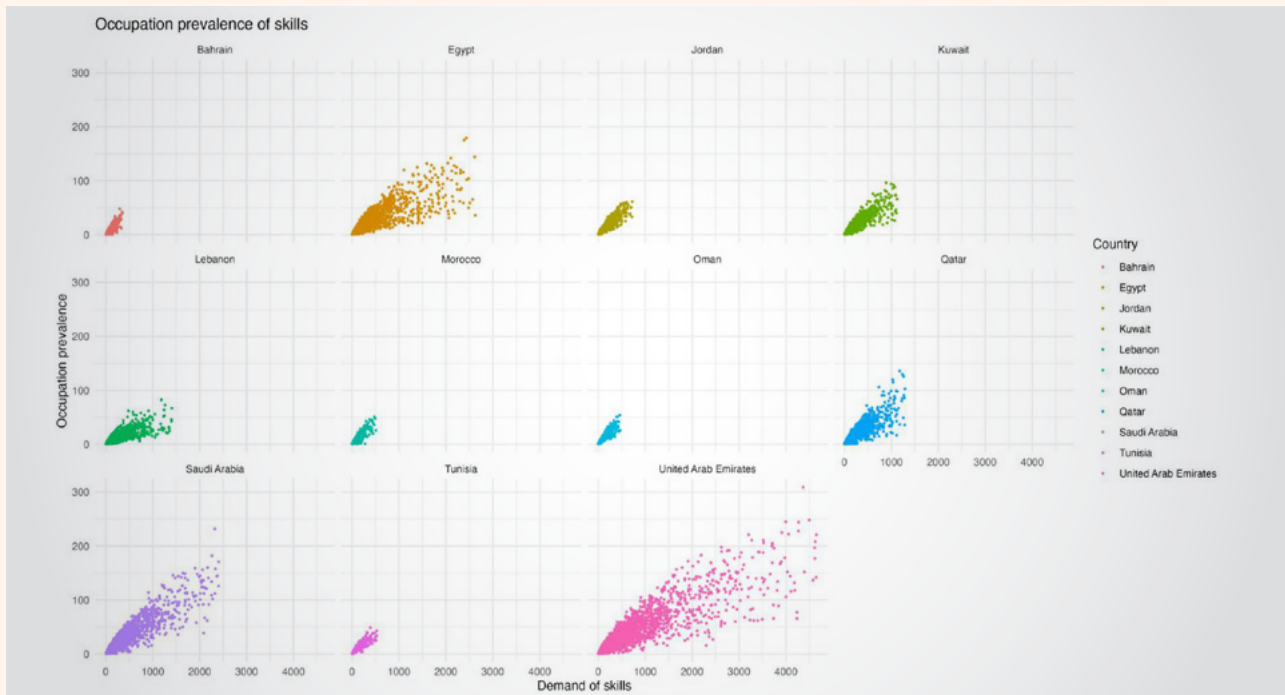 Occupation prevalence of skills
Bahrain
Egypt
Jordan
Kuwait
300
200
100
0
Lebanon
Morocco
Oman
Qatar
300
200
100
0
0 1000 2000 3000 4000
Saudi Arabia
Tunisia
United Arab Emirates
300
200
100
0
0 1000 2000 3000 4000
0 1000 2000 3000 4000
0 1000 2000 3000 4000
Occupation prevalence
Demand of skills
Country
Bahrain
Egypt
Jordan
Kuwait
Lebanon
Morocco
Oman
Qatar
Saudi Arabia
Tunisia
United Arab Emirates